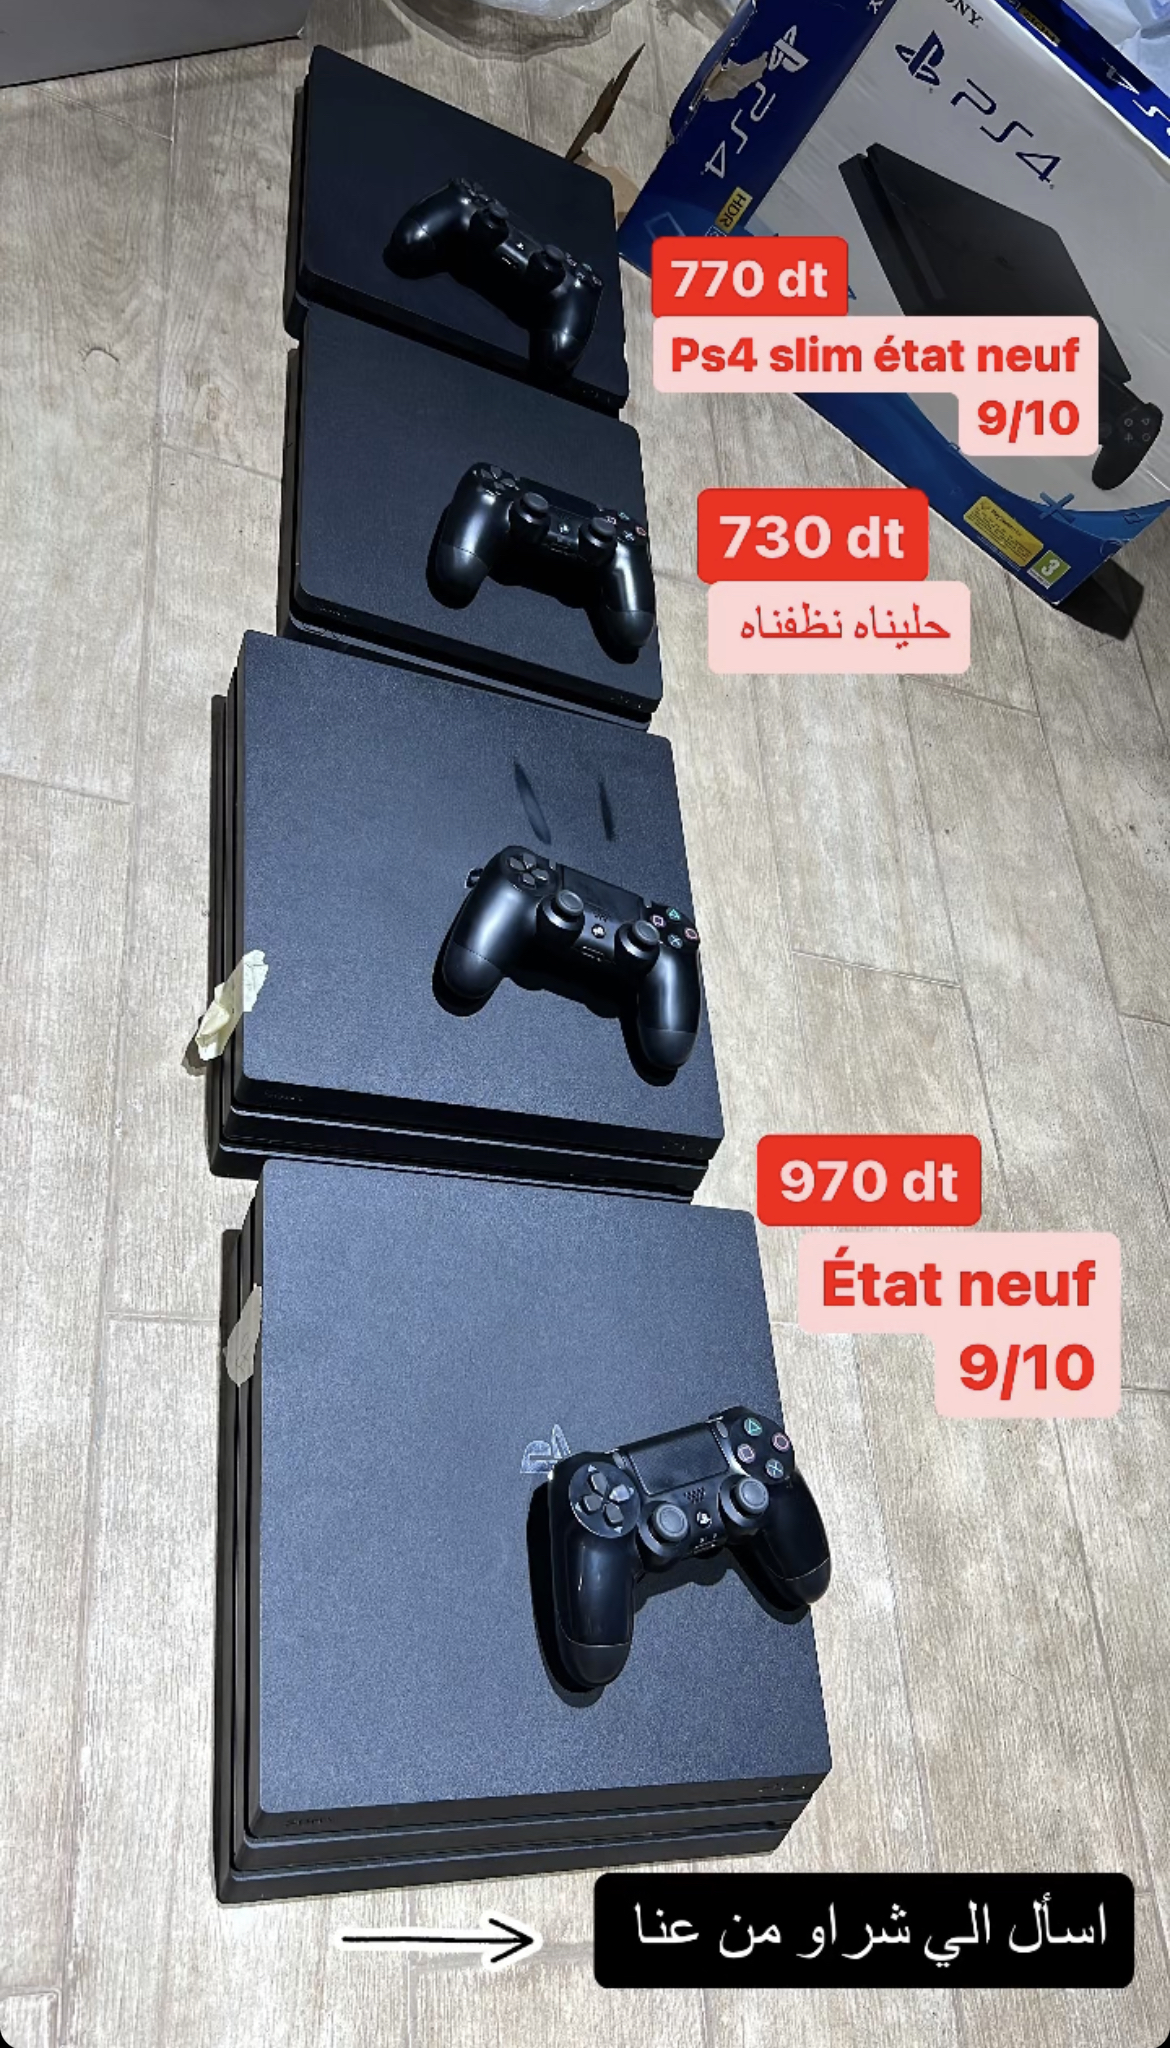 SONY
PS4
PS4
HDR
770 dt
Ps4 slim état neuf
9/10
730 dt
حليناه نظفناه
3
970 dt
État neuf
9/10
اسأل الي شراو من عنا